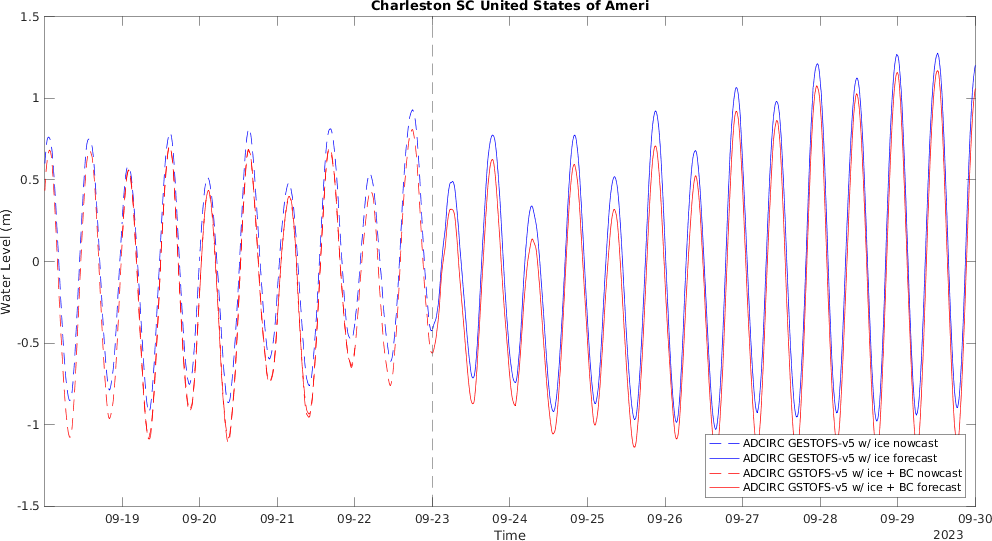 Charleston SC United States of Ameri
1.5
1
0.5
0
-0.5
-1
-1.5
Water Level (m)
ADCIRC GESTOFS-v5 w/ ice nowcast
ADCIRC GESTOFS-v5 w/ ice forecast
ADCIRC GSTOFS-v5 w/ ice + BC nowcast
ADCIRC GSTOFS-v5 w/ ice + BC forecast
09-19 09-20 09-21 09-22 09-23 09-24 09-25 09-26 09-27 09-28 09-29 09-30
Time
2023